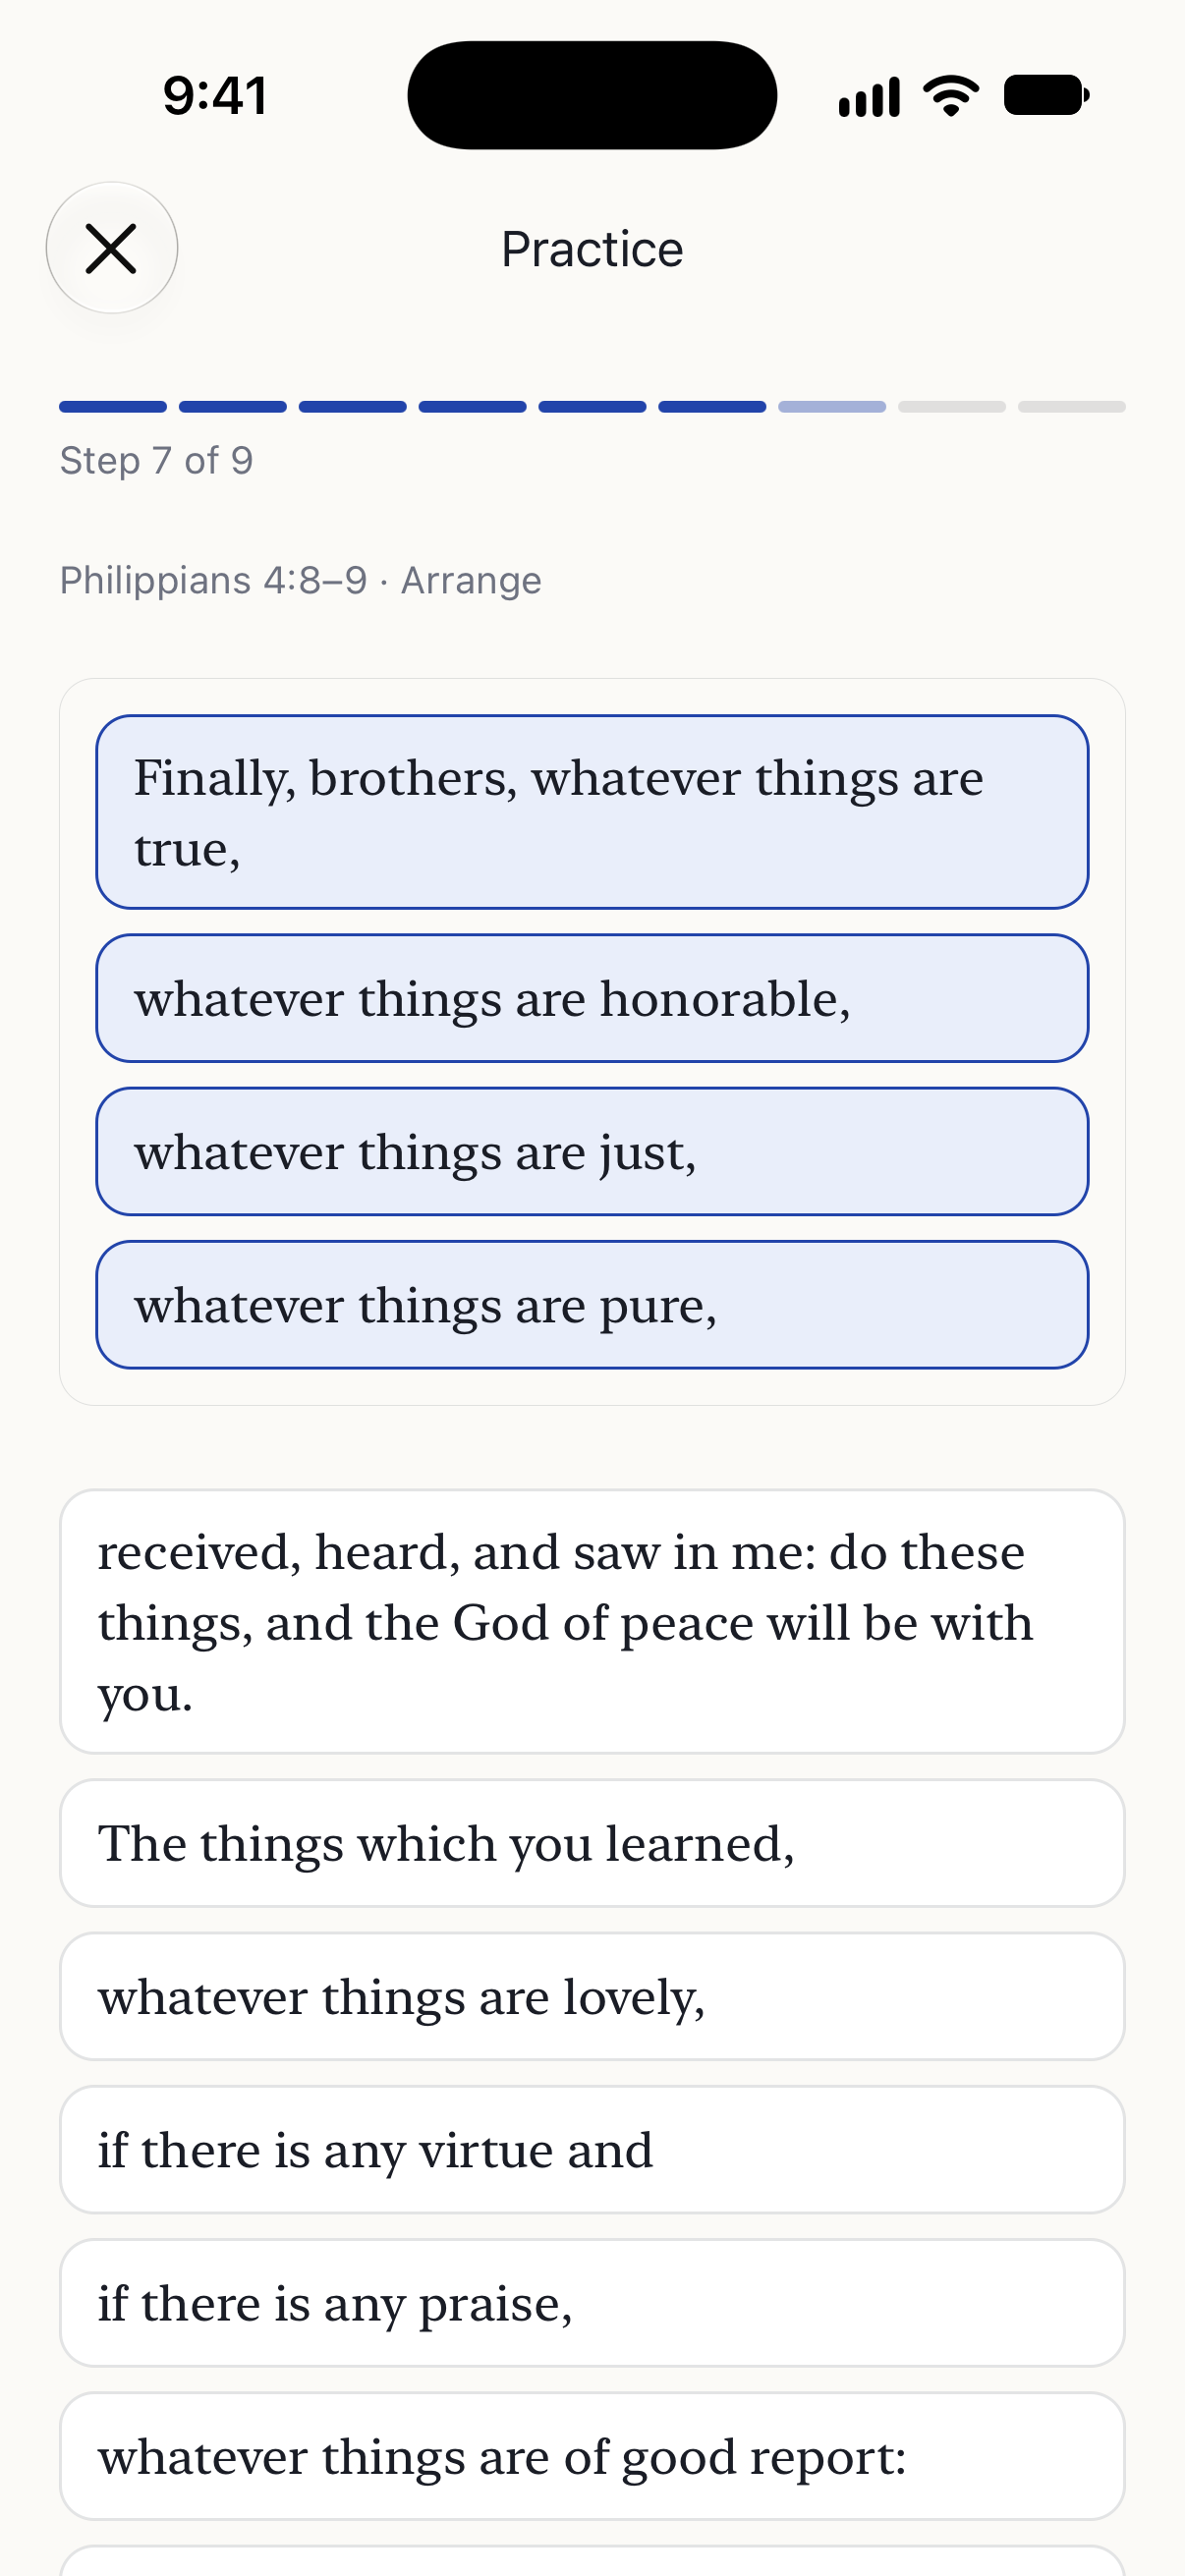 9:41
Practice
Step 7 of 9
Philippians 4:8–9 · Arrange
Finally, brothers, whatever things are
true,
whatever things are honorable,
whatever things are just,
whatever things are pure,
received, heard, and saw in me: do these
things, and the God of peace will be with
you.
The things which you learned,
whatever things are lovely,
if there is any virtue and
if there is any praise,
whatever things are of good report: